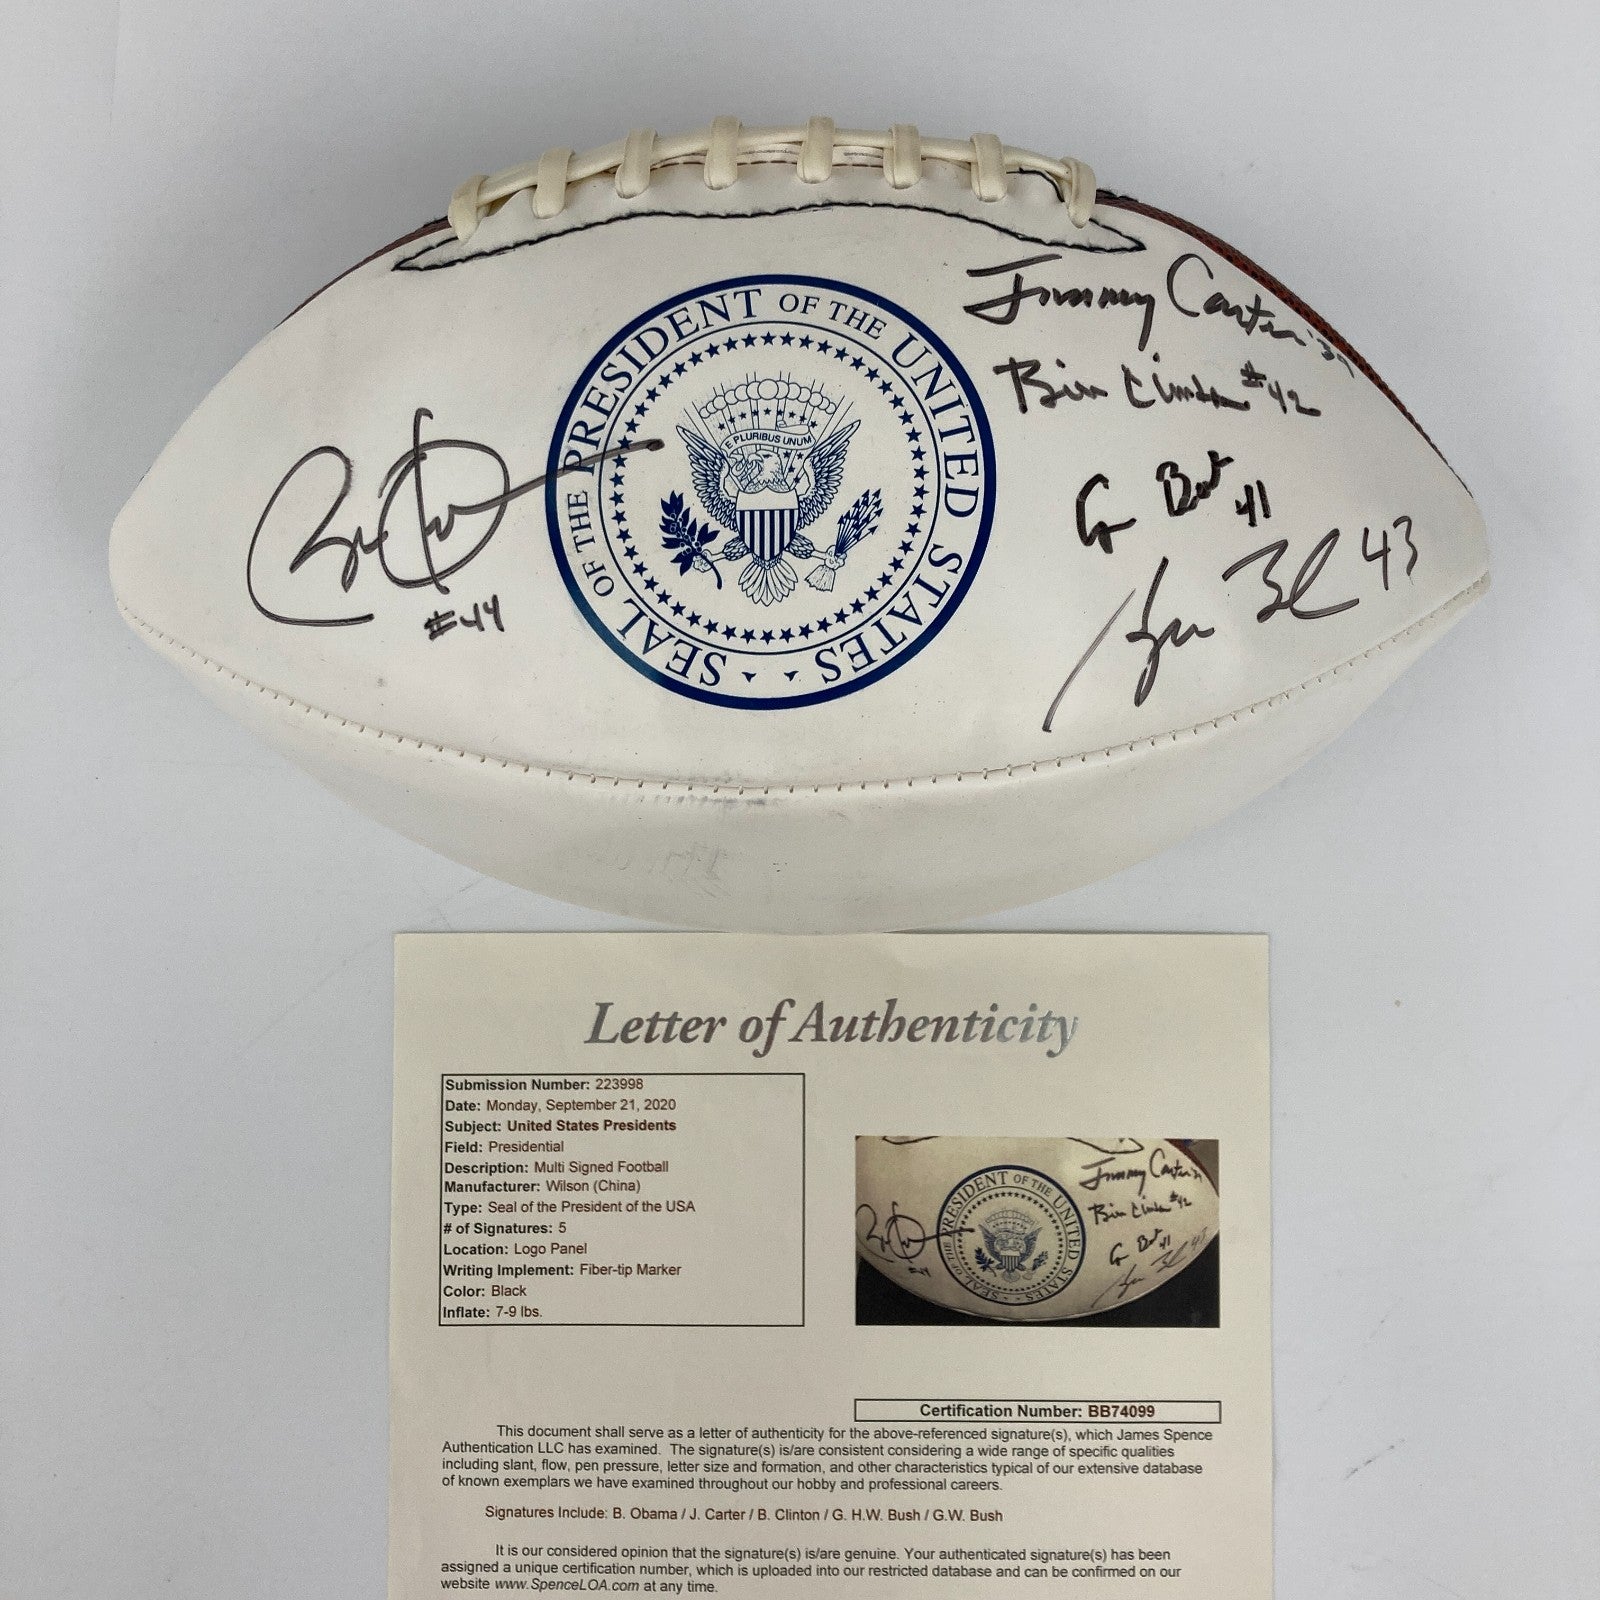 SEAL OF THE PRESIDENT OF THE UNITED STATES
E PLURIBUS UNUM
#44
Jimmy Carter '39
Bill Clinton #42
G Bush 41
43
Letter of Authenticity
Submission Number: 223998
Date: Monday, September 21, 2020
Subject: United States Presidents
Field: Presidential
Description: Multi Signed Football
Manufacturer: Wilson (China)
Type: Seal of the President of the USA
# of Signatures: 5
Location: Logo Panel
Writing Implement: Fiber-tip Marker
Color: Black
Inflate: 7-9 lbs.
Certification Number: BB74099
This document shall serve as a letter of authenticity for the above-referenced signature(s), which James Spence
Authentication LLC has examined. The signature(s) is/are consistent considering a wide range of specific qualities
including slant, flow, pen pressure, letter size and formation, and other characteristics typical of our extensive database
of known exemplars we have examined throughout our hobby and professional careers.
Signatures Include: B. Obama / J. Carter / B. Clinton / G. H.W. Bush / G.W. Bush
It is our considered opinion that the signature(s) is/are genuine. Your authenticated signature(s) has been
assigned a unique certification number, which is uploaded into our restricted database and can be confirmed on our
website www.SpenceLOA.com at any time.